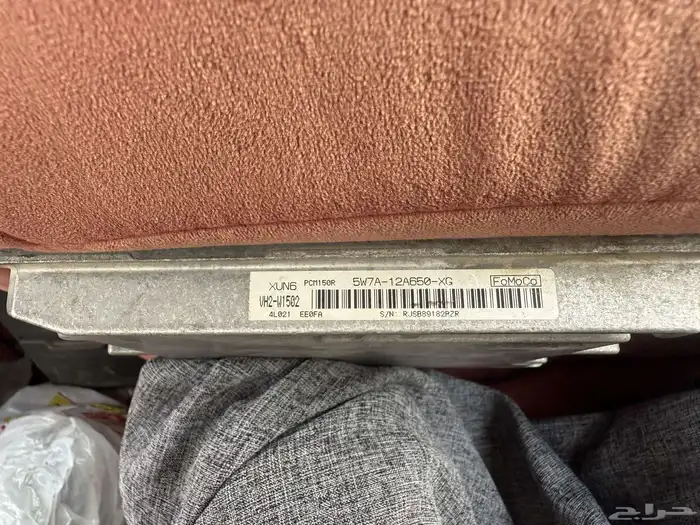 XUN6 PCM150R 5W7A-12A650-XG FoMoCo
VH2-W1502
4L021 EE0FA S/N: RJSB89182PZR
حراج